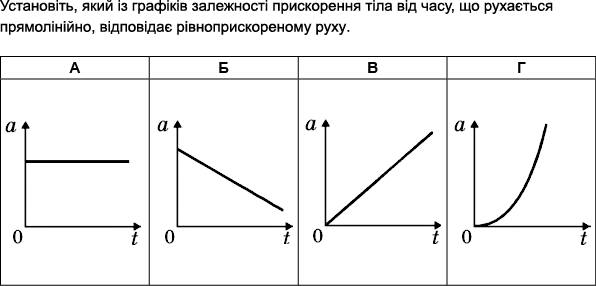 Установіть, який із графіків залежності прискорення тіла від часу, що рухається
прямолінійно, відповідає рівноприскореному руху.
А Б В Г
a a a a
0 t 0 t 0 t 0 t